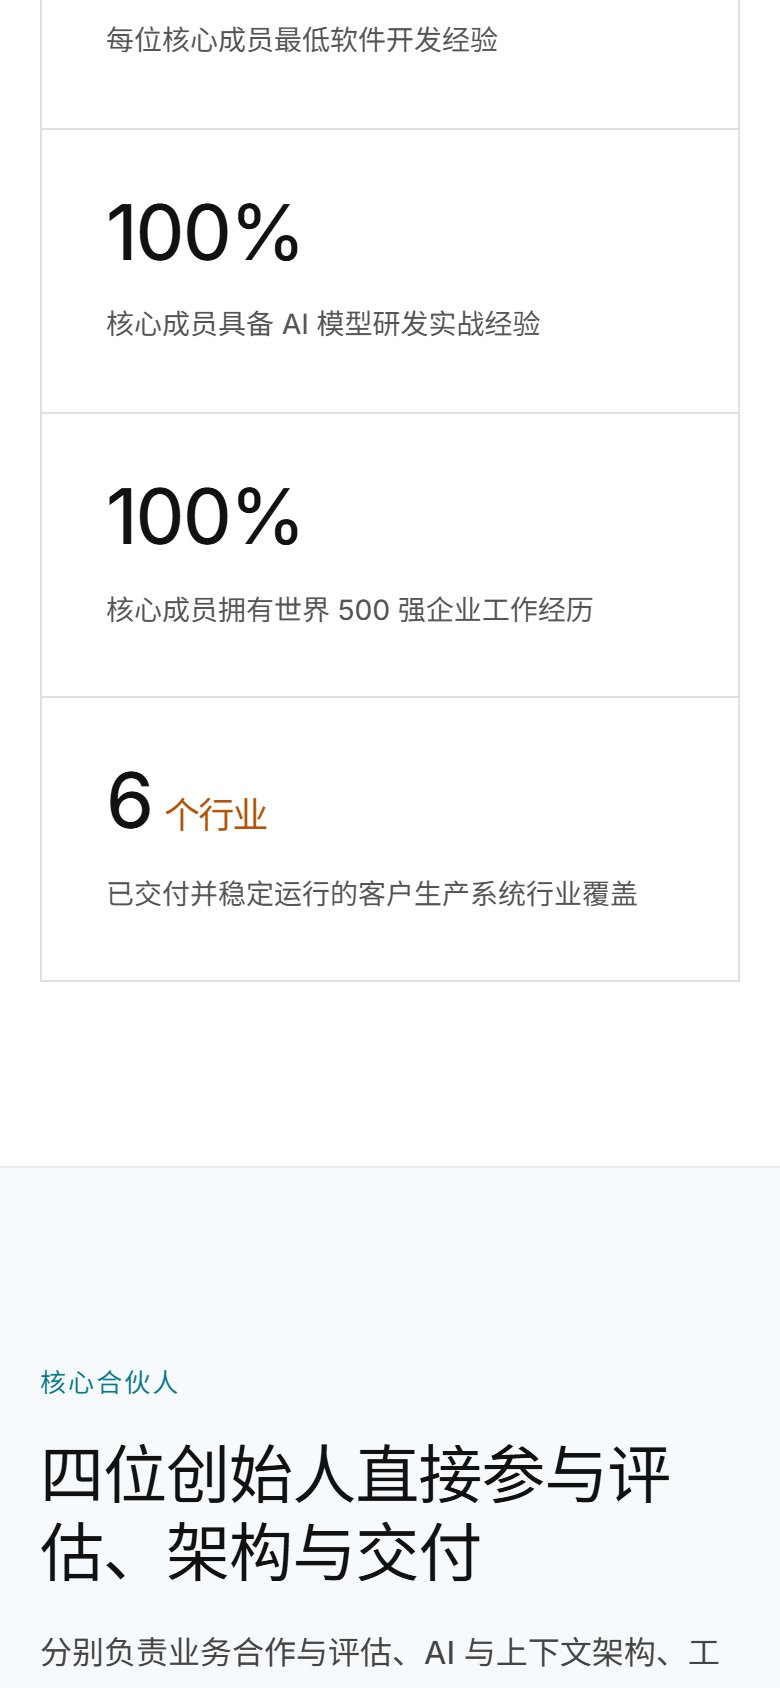 每位核心成员最低软件开发经验
100%
核心成员具备 AI 模型研发实战经验
100%
核心成员拥有世界 500 强企业工作经历
6 个行业
已交付并稳定运行的客户生产系统行业覆盖
核心合伙人
四位创始人直接参与评
估、架构与交付
分别负责业务合作与评估、AI 与上下文架构、工